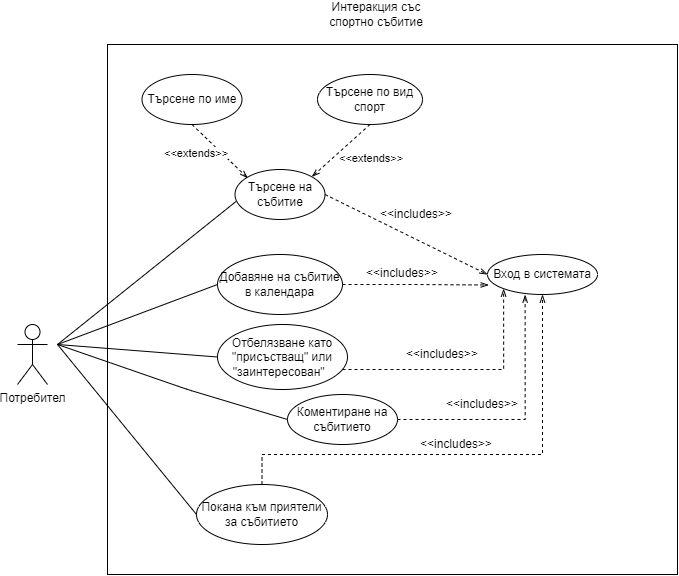 Интеракция със
спортно събитие
Търсене по име
Търсене по вид
спорт
<<extends>>
<<extends>>
Търсене на
събитие
<<includes>>
Добавяне на събитие
в календара
<<includes>>
Вход в системата
Отбелязване като
"присъстващ" или
"заинтересован"
<<includes>>
Потребител
Коментиране на
събитието
<<includes>>
<<includes>>
Покана към приятели
за събитието